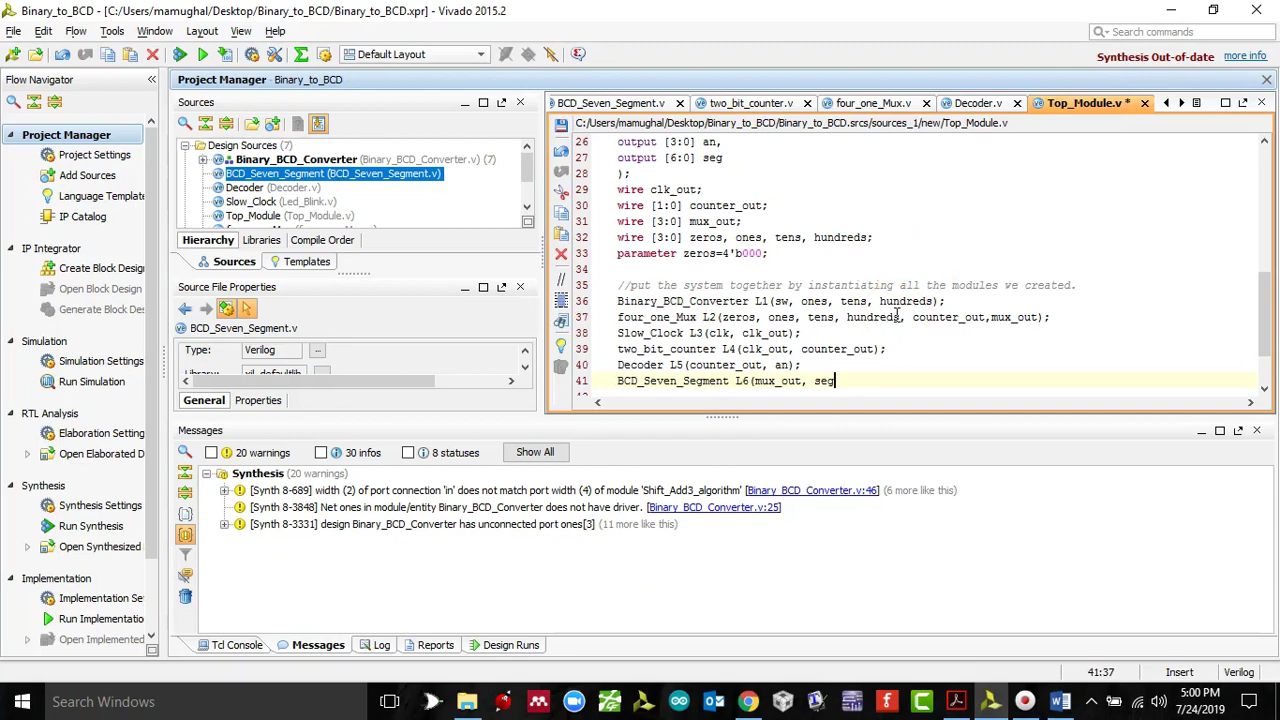 Binary_to_BCD - [C:/Users/mamughal/Desktop/Binary_to_BCD/Binary_to_BCD.xpr] - Vivado 2015.2
File Edit Flow Tools Window Layout View Help
Search commands
Default Layout
Synthesis Out-of-date more info
Flow Navigator
Project Manager
Project Settings
Add Sources
Language Template
IP Catalog
IP Integrator
Create Block Desig
Open Block Design
Generate Block Des
Simulation
Simulation Settings
Run Simulation
RTL Analysis
Elaboration Setting
Open Elaborated D
Synthesis
Synthesis Settings
Run Synthesis
Open Synthesized
Implementation
Implementation Se
Run Implementatio
Open Implemented
Project Manager - Binary_to_BCD
Sources
Design Sources (7)
Binary_BCD_Converter (Binary_BCD_Converter.v) (7)
BCD_Seven_Segment (BCD_Seven_Segment.v)
Decoder (Decoder.v)
Slow_Clock (Led_Blink.v)
Top_Module (Top_Module.v)
Hierarchy Libraries Compile Order
Sources Templates
Source File Properties
BCD_Seven_Segment.v
Type: Verilog
General Properties
BCD_Seven_Segment.v two_bit_counter.v four_one_Mux.v Decoder.v Top_Module.v *
C:/Users/mamughal/Desktop/Binary_to_BCD/Binary_to_BCD.srcs/sources_1/new/Top_Module.v
26 output [3:0] an,
27 output [6:0] seg
28 );
29 wire clk_out;
30 wire [1:0] counter_out;
31 wire [3:0] mux_out;
32 wire [3:0] zeros, ones, tens, hundreds;
33 parameter zeros=4'b000;
34
35 //put the system together by instantiating all the modules we created.
36 Binary_BCD_Converter L1(sw, ones, tens, hundreds);
37 four_one_Mux L2(zeros, ones, tens, hundreds, counter_out,mux_out);
38 Slow_Clock L3(clk, clk_out);
39 two_bit_counter L4(clk_out, counter_out);
40 Decoder L5(counter_out, an);
41 BCD_Seven_Segment L6(mux_out, seg
Messages
20 warnings 30 infos 8 statuses Show All
Synthesis (20 warnings)
[Synth 8-689] width (2) of port connection 'in' does not match port width (4) of module 'Shift_Add3_algorithm' [Binary_BCD_Converter.v:46] (6 more like this)
[Synth 8-3848] Net ones in module/entity Binary_BCD_Converter does not have driver. [Binary_BCD_Converter.v:25]
[Synth 8-3331] design Binary_BCD_Converter has unconnected port ones[3] (11 more like this)
Tcl Console Messages Log Reports Design Runs
41:37 Insert Verilog
Search Windows
5:00 PM
7/24/2019